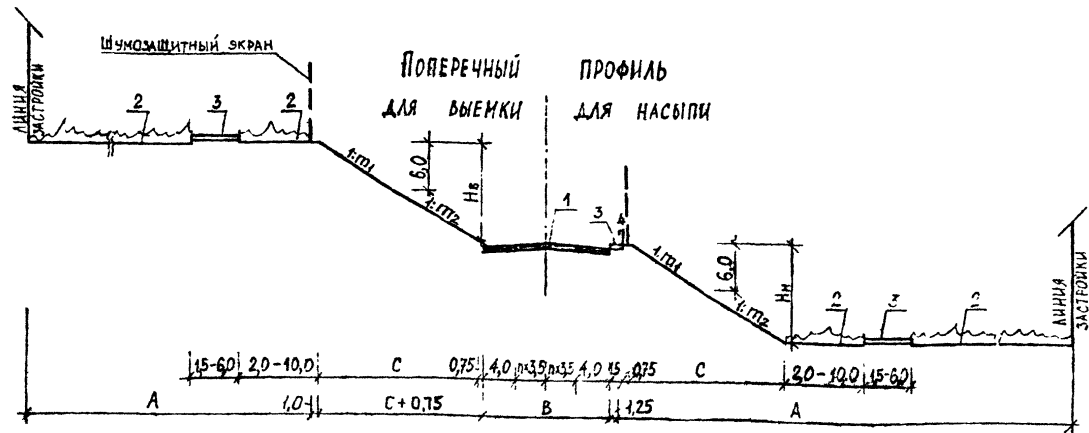 ШУМОЗАЩИТНЫЙ ЭКРАН
ПОПЕРЕЧНЫЙ ПРОФИЛЬ
ДЛЯ ВЫЕМКИ ДЛЯ НАСЫПИ
ЛИНИЯ
ЗАСТРОЙКИ
2 3 2
1:m1
6,0
Нв
1:m2
1 3 4
1:m1
6,0
Нн
1:m2
2 3 2
ЛИНИЯ
ЗАСТРОЙКИ
1,5-6,0 2,0-10,0 С 0,75 4,0 n×3,5 n×3,5 4,0 1,5 0,75 С 2,0-10,0 1,5-6,0
А 1,0 С+0,75 В 1,25 А